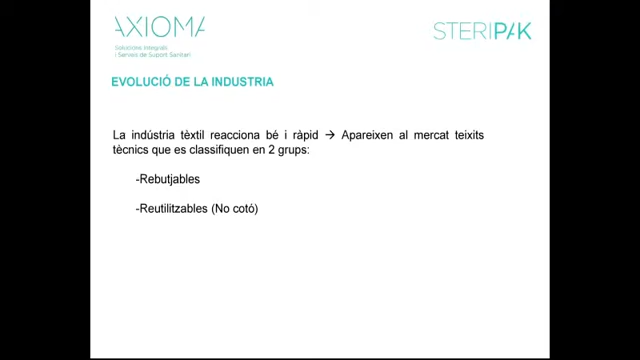 AXIOMA
Solucions Integrals
i Serveis de Suport Sanitari
STERIPAK
EVOLUCIÓ DE LA INDUSTRIA
La indústria tèxtil reacciona bé i ràpid → Apareixen al mercat teixits
tècnics que es classifiquen en 2 grups:
-Rebutjables
-Reutilitzables (No cotó)